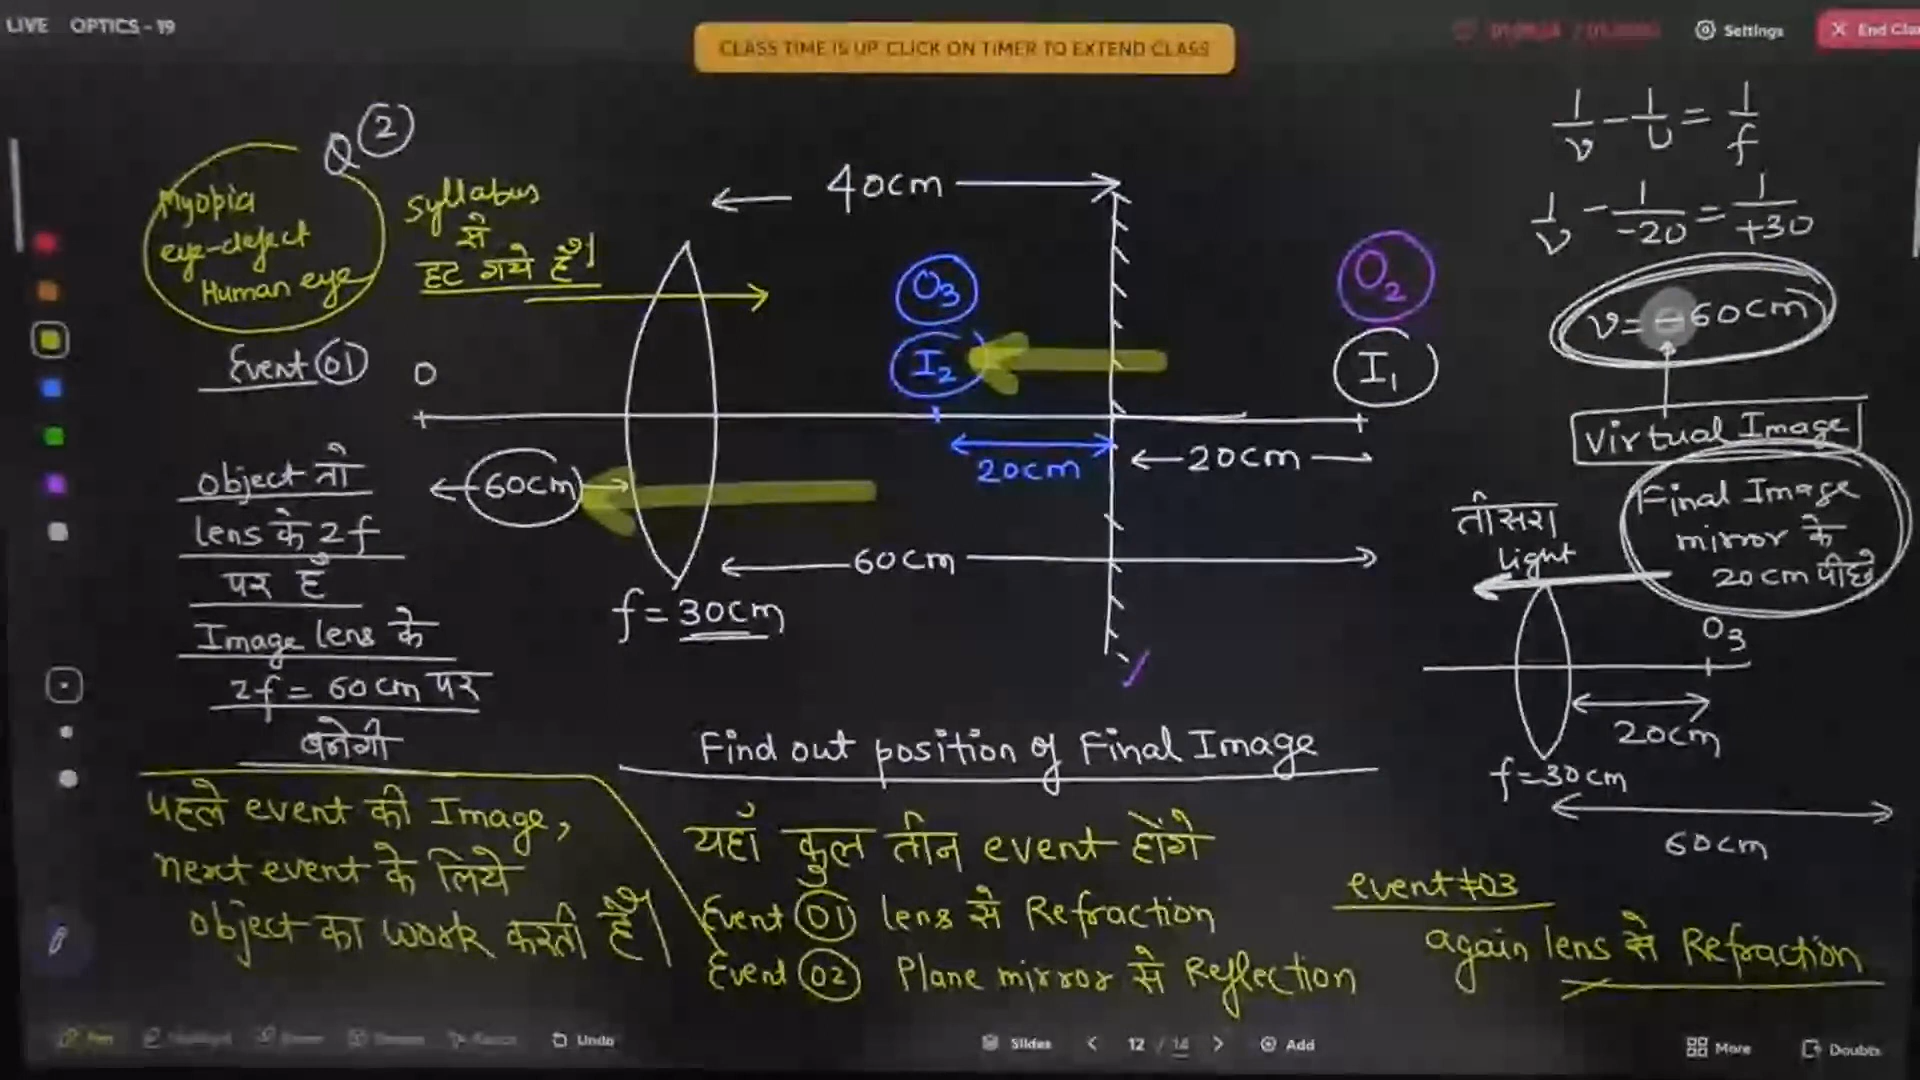 LIVE OPTICS - 19
CLASS TIME IS UP. CLICK ON TIMER TO EXTEND CLASS
Settings
End Clas
Q 2
Myopia
eye-defect
Human eye
syllabus
से
हट गये हैं।
Event 01
object तो
lens के 2f
पर है
Image lens के
2f = 60cm पर
बनेगी
40cm
O
O3
I2
O2
I1
60cm
20cm
20cm
60cm
f = 30cm
1/v - 1/u = 1/f
1/v - 1/-20 = 1/+30
v = -60cm
Virtual Image
Final Image
mirror के
20cm पीछे
तीसरा
light
O3
20cm
f=30cm
60cm
Find out position of Final Image
पहले event की Image,
next event के लिये
object का work करती है।
यहाँ कुल तीन event होंगे
Event 01 lens से Refraction
Event 02 Plane mirror से Reflection
event #03
again lens से Refraction
Pen
Undo
Slides < 12 / 14 > Add
More
Doubts